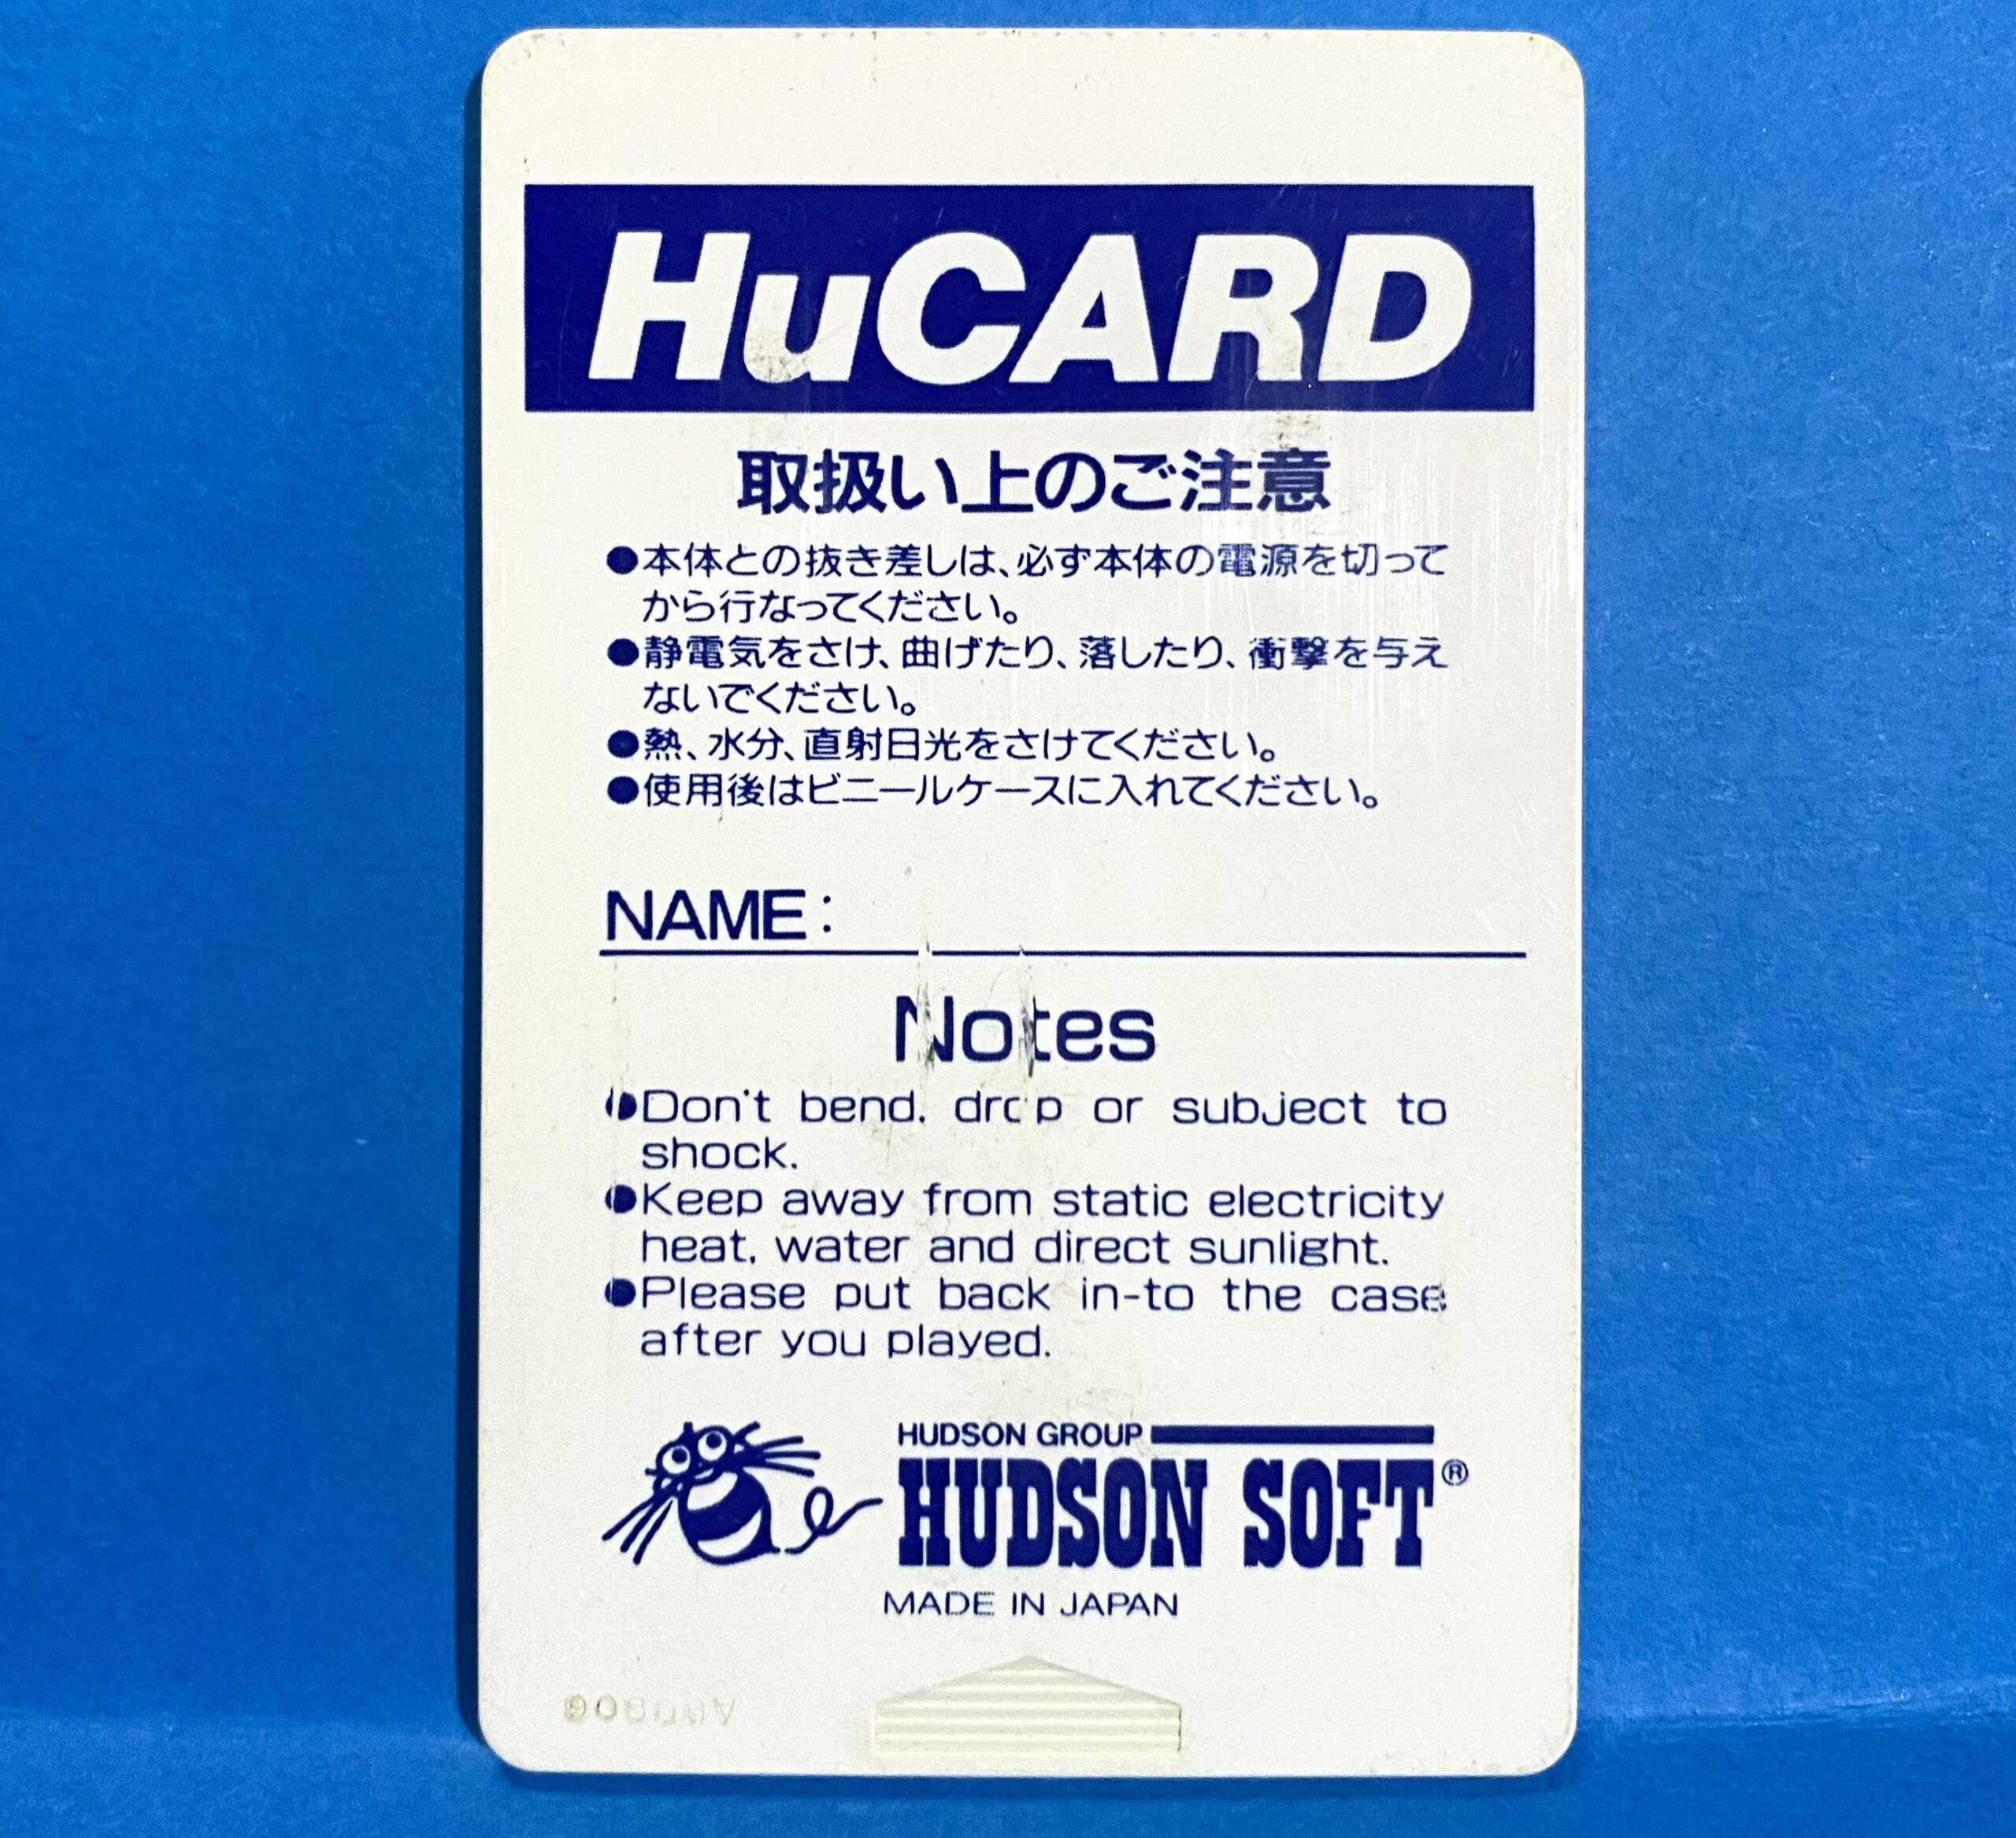 HuCARD
取扱い上のご注意
●本体との抜き差しは、必ず本体の電源を切って
から行なってください。
●静電気をさけ、曲げたり、落したり、衝撃を与え
ないでください。
●熱、水分、直射日光をさけてください。
●使用後はビニールケースに入れてください。
NAME:
Notes
●Don't bend. drop or subject to
shock.
●Keep away from static electricity
heat. water and direct sunlight.
●Please put back in-to the case
after you played.
HUDSON GROUP
HUDSON SOFT®
MADE IN JAPAN